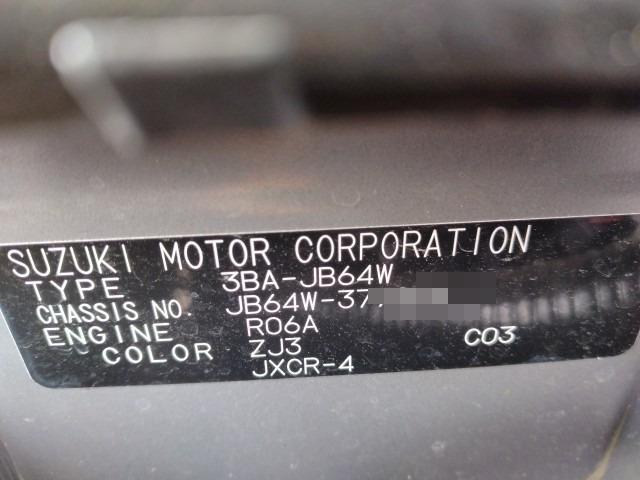 SUZUKI MOTOR CORPORATION
TYPE 3BA-JB64W
CHASSIS NO. JB64W-37
ENGINE R06A
COLOR ZJ3 C03
JXCR-4